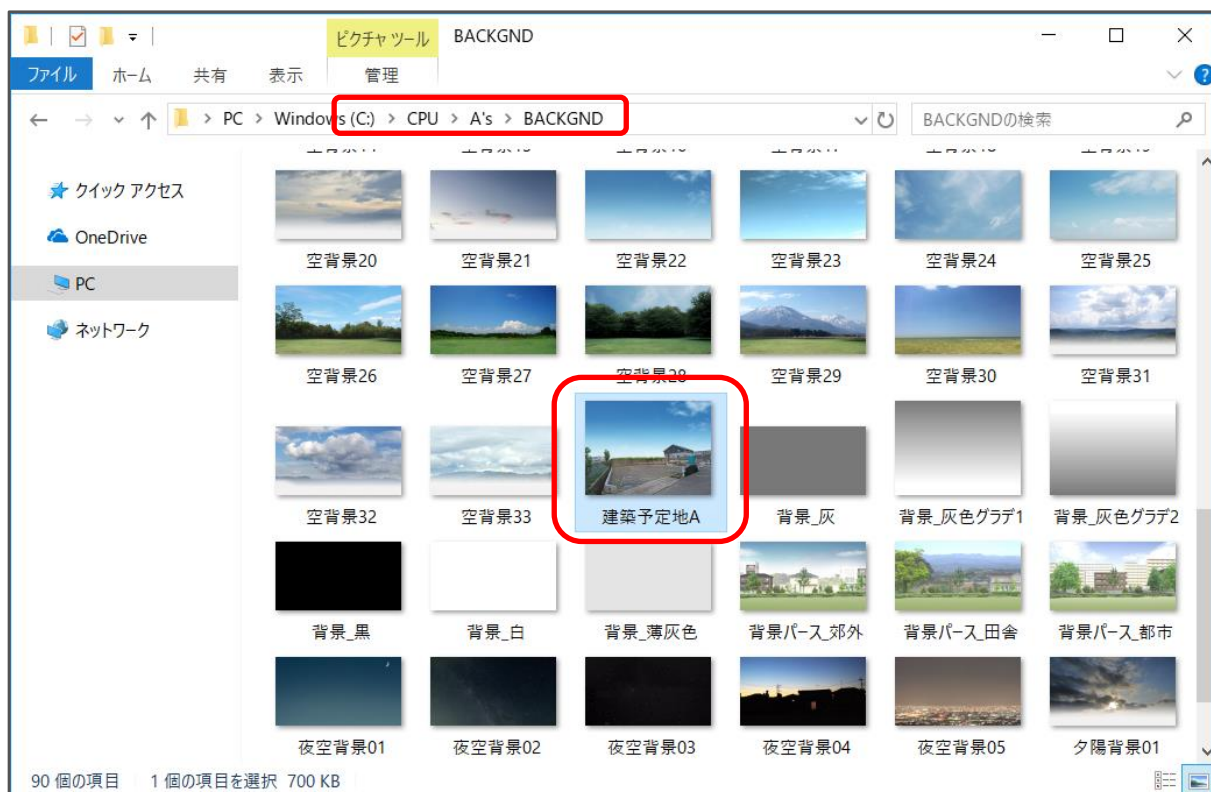 ピクチャ ツール BACKGND
ファイル ホーム 共有 表示 管理
PC > Windows (C:) > CPU > A's > BACKGND
BACKGNDの検索
クイック アクセス
OneDrive
PC
ネットワーク
空背景20 空背景21 空背景22 空背景23 空背景24 空背景25
空背景26 空背景27 空背景28 空背景29 空背景30 空背景31
空背景32 空背景33 建築予定地A 背景_灰 背景_灰色グラデ1 背景_灰色グラデ2
背景_黒 背景_白 背景_薄灰色 背景パース_郊外 背景パース_田舎 背景パース_都市
夜空背景01 夜空背景02 夜空背景03 夜空背景04 夜空背景05 夕陽背景01
90 個の項目 1 個の項目を選択 700 KB